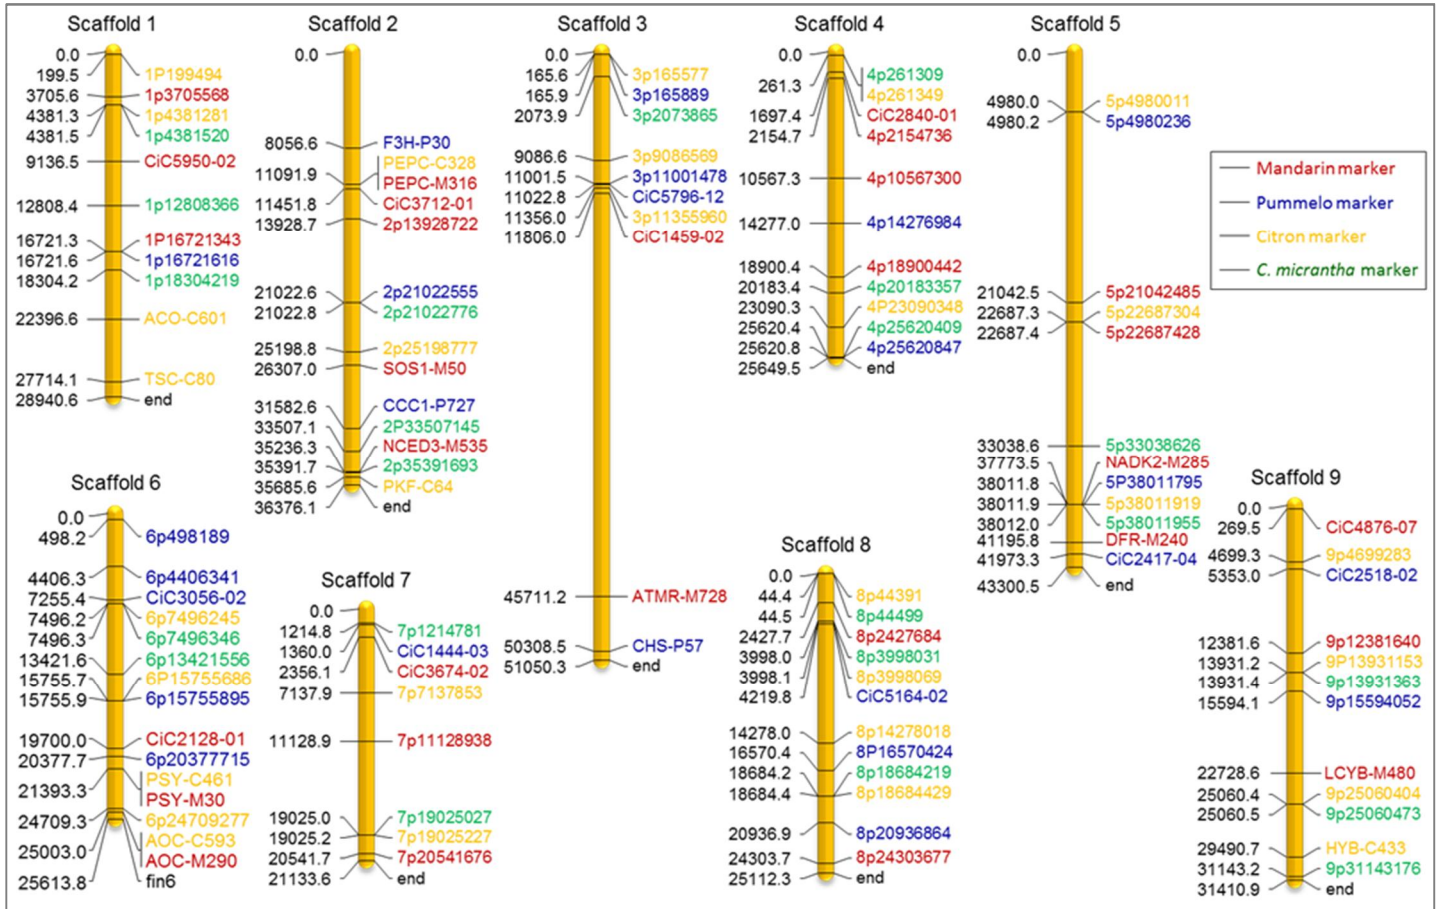 Scaffold 1
0.0
199.5 1P199494
3705.6 1p3705568
4381.3 1p4381281
4381.5 1p4381520
9136.5 CiC5950-02
12808.4 1p12808366
16721.3 1P16721343
16721.6 1p16721616
18304.2 1p18304219
22396.6 ACO-C601
27714.1 TSC-C80
28940.6 end
Scaffold 2
0.0
8056.6 F3H-P30
PEPC-C328
11091.9 PEPC-M316
11451.8 CiC3712-01
13928.7 2p13928722
21022.6 2p21022555
21022.8 2p21022776
25198.8 2p25198777
26307.0 SOS1-M50
31582.6 CCC1-P727
33507.1 2P33507145
35236.3 NCED3-M535
35391.7 2p35391693
35685.6 PKF-C64
36376.1 end
Scaffold 3
0.0
165.6 3p165577
165.9 3p165889
2073.9 3p2073865
9086.6 3p9086569
11001.5 3p11001478
11022.8 CiC5796-12
11356.0 3p11355960
11806.0 CiC1459-02
45711.2 ATMR-M728
50308.5 CHS-P57
51050.3 end
Scaffold 4
0.0
4p261309
261.3 4p261349
1697.4 CiC2840-01
2154.7 4p2154736
10567.3 4p10567300
14277.0 4p14276984
18900.4 4p18900442
20183.4 4p20183357
23090.3 4P23090348
25620.4 4p25620409
25620.8 4p25620847
25649.5 end
Scaffold 5
0.0
4980.0 5p4980011
4980.2 5p4980236
21042.5 5p21042485
22687.3 5p22687304
22687.4 5p22687428
33038.6 5p33038626
37773.5 NADK2-M285
38011.8 5P38011795
38011.9 5p38011919
38012.0 5p38011955
41195.8 DFR-M240
41973.3 CiC2417-04
43300.5 end
Mandarin marker
Pummelo marker
Citron marker
C. micrantha marker
Scaffold 6
0.0
498.2 6p498189
4406.3 6p4406341
7255.4 CiC3056-02
7496.2 6p7496245
7496.3 6p7496346
13421.6 6p13421556
15755.7 6P15755686
15755.9 6p15755895
19700.0 CiC2128-01
20377.7 6p20377715
PSY-C461
21393.3 PSY-M30
24709.3 6p24709277
AOC-C593
25003.0 AOC-M290
25613.8 fin6
Scaffold 7
0.0
1214.8 7p1214781
1360.0 CiC1444-03
2356.1 CiC3674-02
7137.9 7p7137853
11128.9 7p11128938
19025.0 7p19025027
19025.2 7p19025227
20541.7 7p20541676
21133.6 end
Scaffold 8
0.0
44.4 8p44391
44.5 8p44499
2427.7 8p2427684
3998.0 8p3998031
3998.1 8p3998069
4219.8 CiC5164-02
14278.0 8p14278018
16570.4 8P16570424
18684.2 8p18684219
18684.4 8p18684429
20936.9 8p20936864
24303.7 8p24303677
25112.3 end
Scaffold 9
0.0
269.5 CiC4876-07
4699.3 9p4699283
5353.0 CiC2518-02
12381.6 9p12381640
13931.2 9P13931153
13931.4 9p13931363
15594.1 9p15594052
22728.6 LCYB-M480
25060.4 9p25060404
25060.5 9p25060473
29490.7 HYB-C433
31143.2 9p31143176
31410.9 end